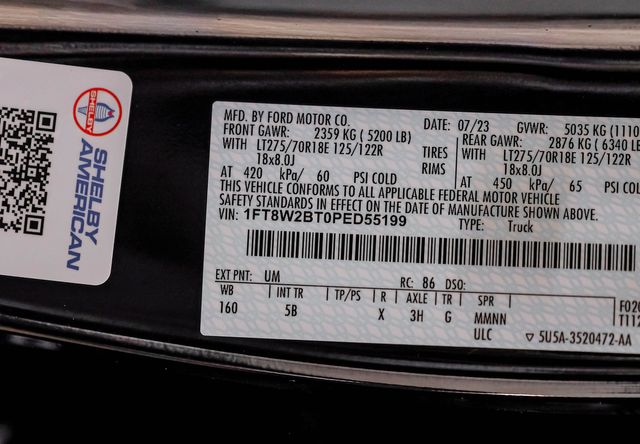 SHELBY
SHELBY
AMERICAN
MFD. BY FORD MOTOR CO.
DATE: 07/23 GVWR: 5035 KG (1110
FRONT GAWR: 2359 KG ( 5200 LB) REAR GAWR: 2876 KG ( 6340 LB
WITH LT275/70R18E 125/122R TIRES WITH LT275/70R18E 125/122R
18x8.0J RIMS 18x8.0J
AT 420 kPa/ 60 PSI COLD AT 450 kPa/ 65 PSI COL
THIS VEHICLE CONFORMS TO ALL APPLICABLE FEDERAL MOTOR VEHICLE
SAFETY STANDARDS IN EFFECT ON THE DATE OF MANUFACTURE SHOWN ABOVE.
VIN: 1FT8W2BT0PED55199 TYPE: Truck
EXT PNT: UM RC: 86 DSO:
WB INT TR TP/PS R AXLE TR SPR
160 5B X 3H G MMNN
ULC
F020
T112
▽ 5U5A-3520472-AA